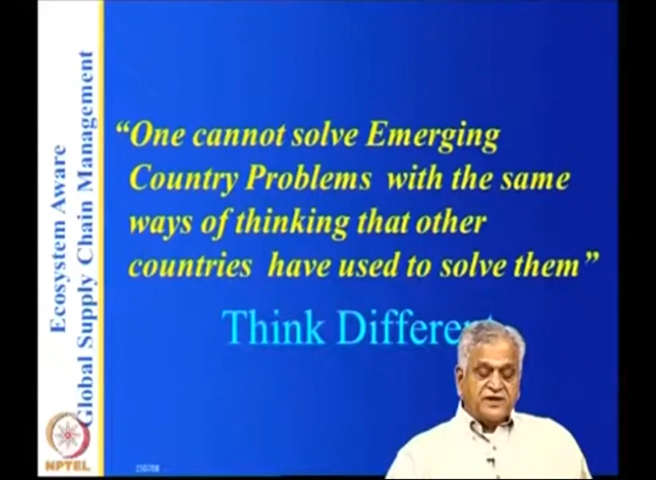 Ecosystem Aware
Global Supply Chain Management
“One cannot solve Emerging
Country Problems with the same
ways of thinking that other
countries have used to solve them”
Think Different
NPTEL